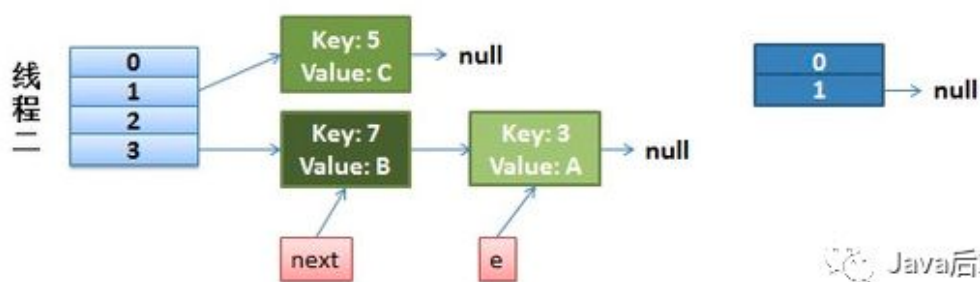 线程二
0
1
2
3
Key: 5
Value: C
null
Key: 7
Value: B
Key: 3
Value: A
null
next
e
0
1
null
Java后